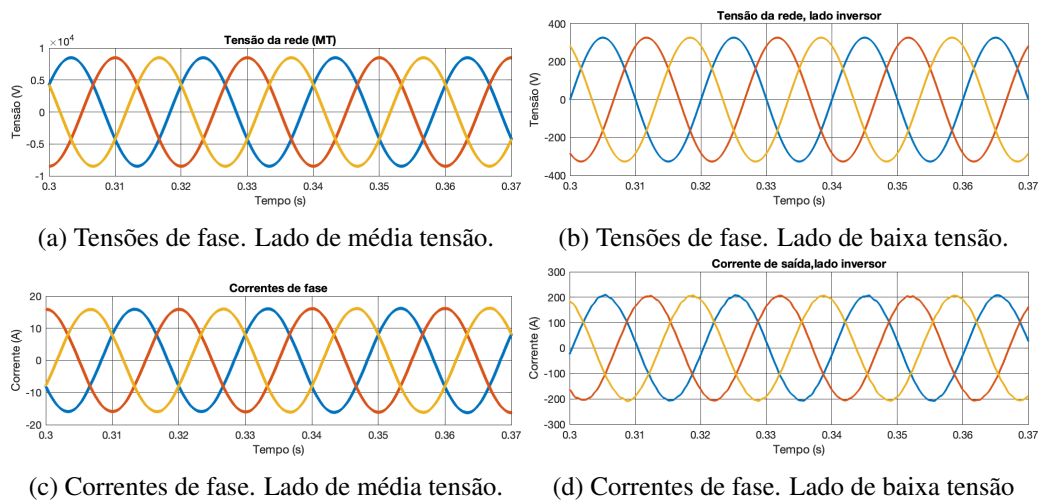 Tensão da rede (MT)
×10⁴
1
0.5
0
-0.5
-1
Tensão (V)
0.3 0.31 0.32 0.33 0.34 0.35 0.36 0.37
Tempo (s)
(a) Tensões de fase. Lado de média tensão.
Tensão da rede, lado inversor
400
200
0
-200
-400
Tensão (V)
0.3 0.31 0.32 0.33 0.34 0.35 0.36 0.37
Tempo (s)
(b) Tensões de fase. Lado de baixa tensão.
Correntes de fase
20
10
0
-10
-20
Corrente (A)
0.3 0.31 0.32 0.33 0.34 0.35 0.36 0.37
Tempo (s)
(c) Correntes de fase. Lado de média tensão.
Corrente de saída,lado inversor
300
200
100
0
-100
-200
-300
Corrente (A)
0.3 0.31 0.32 0.33 0.34 0.35 0.36 0.37
Tempo (s)
(d) Correntes de fase. Lado de baixa tensão